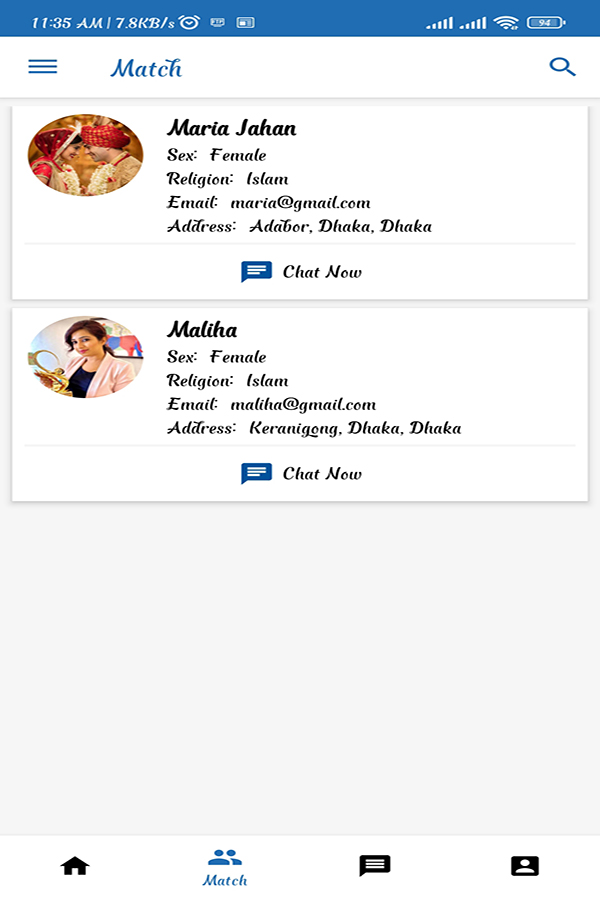 11:35 AM | 7.8KB/s
94
Match
Maria Jahan
Sex: Female
Religion: Islam
Email: maria@gmail.com
Address: Adabor, Dhaka, Dhaka
Chat Now
Maliha
Sex: Female
Religion: Islam
Email: maliha@gmail.com
Address: Keranigong, Dhaka, Dhaka
Chat Now
Match